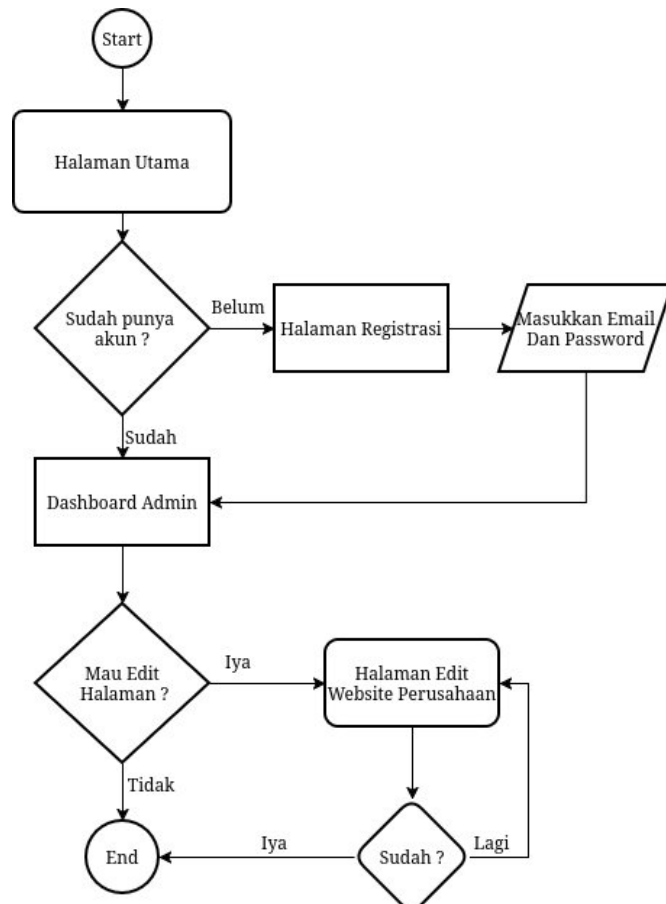 Start
Halaman Utama
Sudah punya
akun ?
Belum
Halaman Registrasi
Masukkan Email
Dan Password
Sudah
Dashboard Admin
Mau Edit
Halaman ?
Iya
Halaman Edit
Website Perusahaan
Tidak
End
Iya
Sudah ?
Lagi